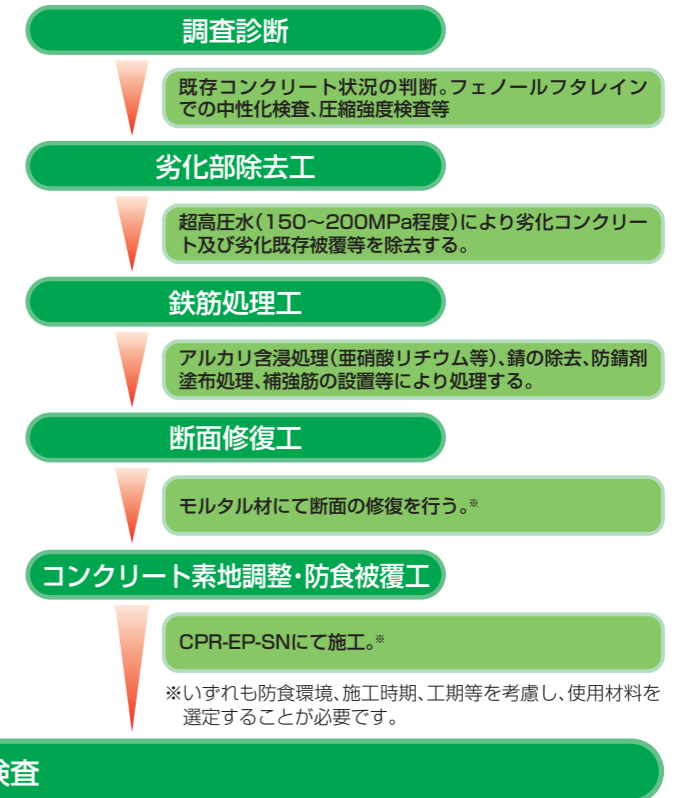 調査診断
既存コンクリート状況の判断。フェノールフタレイン
での中性化検査、圧縮強度検査等
劣化部除去工
超高圧水(150～200MPa程度)により劣化コンクリー
ト及び劣化既存被覆等を除去する。
鉄筋処理工
アルカリ含浸処理(亜硝酸リチウム等)、錆の除去、防錆剤
塗布処理、補強筋の設置等により処理する。
断面修復工
モルタル材にて断面の修復を行う。※
コンクリート素地調整・防食被覆工
CPR-EP-SNにて施工。※
※いずれも防食環境、施工時期、工期等を考慮し、使用材料を
選定することが必要です。
検査